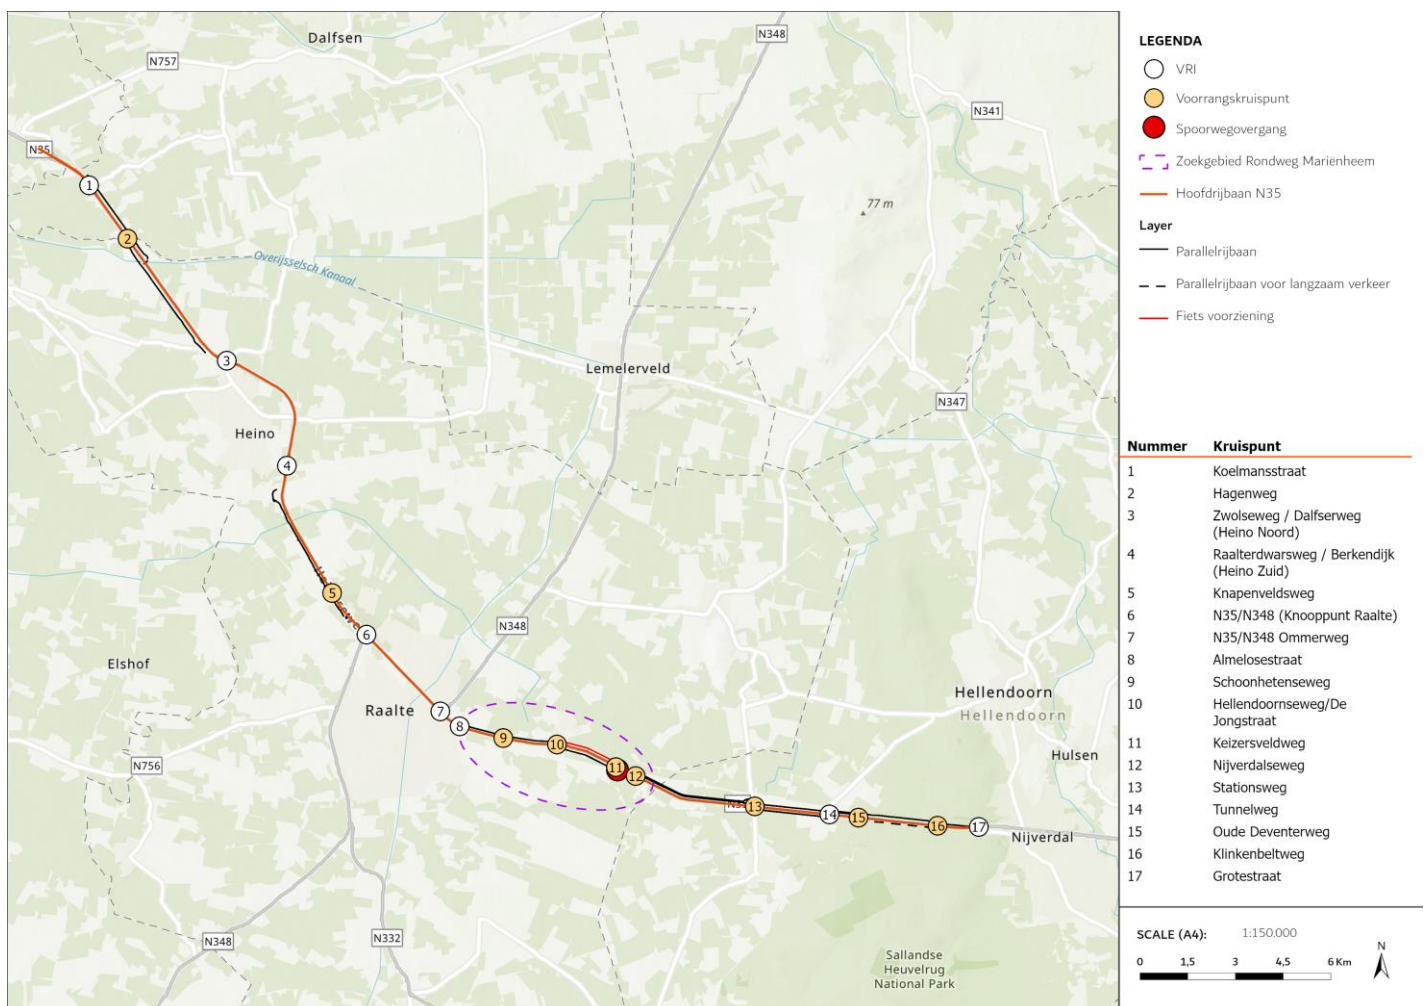 Dalfsen
N348
N757
N341
N35
77 m
Overijsselsch Kanaal
Lemelerveld
N347
Heino
N348
Elshof
Raalte
Hellendoorn
Hellendoorn
Hulsen
N756
Nijverdal
N348
N332
Sallandse
Heuvelrug
National Park
1
2
3
4
5
6
7
8
9
10
11
12
13
14
15
16
17
LEGENDA
VRI
Voorrangskruispunt
Spoorwegovergang
Zoekgebied Rondweg Mariënheem
Hoofdrijbaan N35
Layer
Parallelrijbaan
Parallelrijbaan voor langzaam verkeer
Fiets voorziening
Nummer Kruispunt
1 Koelmansstraat
2 Hagenweg
3 Zwolseweg / Dalfserweg
(Heino Noord)
4 Raalterdwarsweg / Berkendijk
(Heino Zuid)
5 Knapenveldsweg
6 N35/N348 (Knooppunt Raalte)
7 N35/N348 Ommerweg
8 Almelosestraat
9 Schoonhetenseweg
10 Hellendoornseweg/De
Jongstraat
11 Keizersveldweg
12 Nijverdalseweg
13 Stationsweg
14 Tunnelweg
15 Oude Deventerweg
16 Klinkenbeltweg
17 Grotestraat
SCALE (A4): 1:150.000
0 1,5 3 4,5 6 Km
N